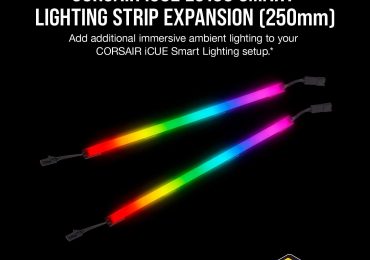 LIGHTING STRIP EXPANSION (250mm)
Add additional immersive ambient lighting to your
CORSAIR iCUE Smart Lighting setup.*